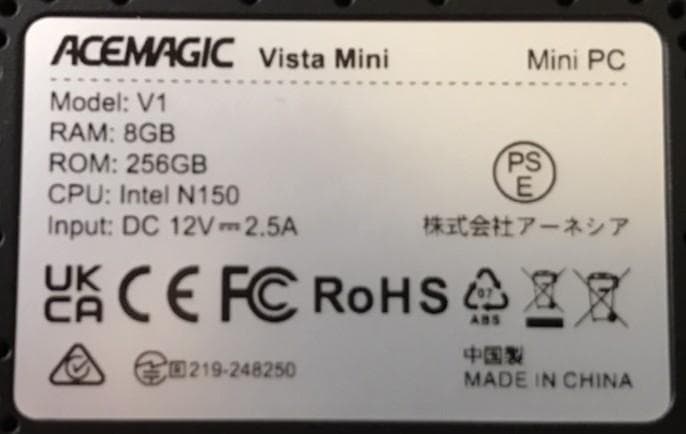 ACEMAGIC Vista Mini Mini PC
Model: V1
RAM: 8GB
ROM: 256GB
CPU: Intel N150
Input: DC 12V⎓2.5A
PS
E
株式会社アーネシア
UK
CA CE FC RoHS
07
ABS
R 219-248250
中国製
MADE IN CHINA